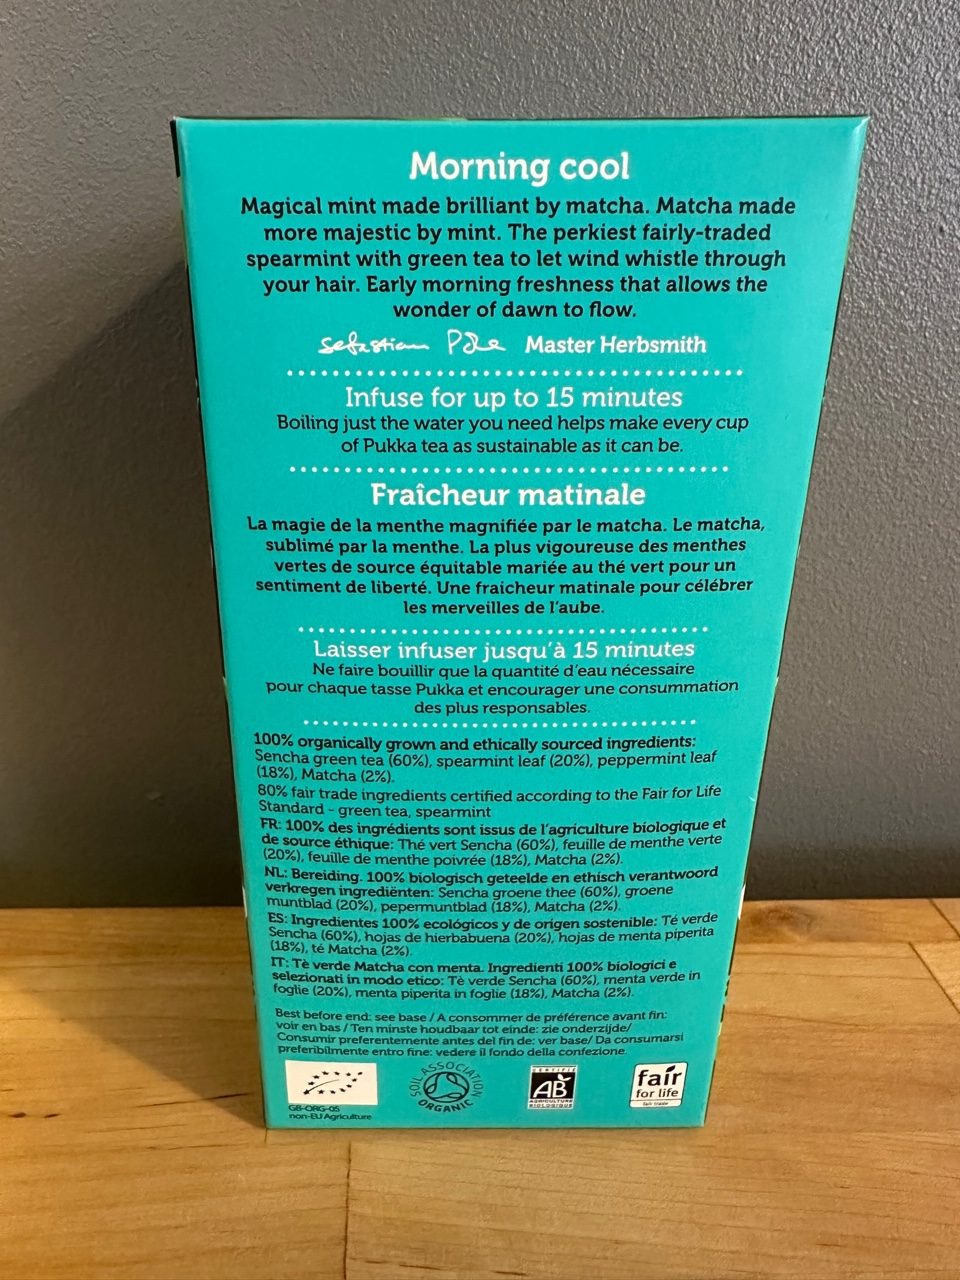 Morning cool
Magical mint made brilliant by matcha. Matcha made
more majestic by mint. The perkiest fairly-traded
spearmint with green tea to let wind whistle through
your hair. Early morning freshness that allows the
wonder of dawn to flow.
Sebastian Pole Master Herbsmith
Infuse for up to 15 minutes
Boiling just the water you need helps make every cup
of Pukka tea as sustainable as it can be.
Fraîcheur matinale
La magie de la menthe magnifiée par le matcha. Le matcha,
sublimé par la menthe. La plus vigoureuse des menthes
vertes de source équitable mariée au thé vert pour un
sentiment de liberté. Une fraicheur matinale pour célébrer
les merveilles de l'aube.
Laisser infuser jusqu'à 15 minutes
Ne faire bouillir que la quantité d'eau nécessaire
pour chaque tasse Pukka et encourager une consummation
des plus responsables.
100% organically grown and ethically sourced ingredients:
Sencha green tea (60%), spearmint leaf (20%), peppermint leaf
(18%), Matcha (2%).
80% fair trade ingredients certified according to the Fair for Life
Standard - green tea, spearmint
FR: 100% des ingrédients sont issus de l'agriculture biologique et
de source éthique: Thé vert Sencha (60%), feuille de menthe verte
(20%), feuille de menthe poivrée (18%), Matcha (2%).
NL: Bereiding. 100% biologisch geteelde en ethisch verantwoord
verkregen ingrediënten: Sencha groene thee (60%), groene
muntblad (20%), pepermuntblad (18%), Matcha (2%).
ES: Ingredientes 100% ecológicos y de origen sostenible: Té verde
Sencha (60%), hojas de hierbabuena (20%), hojas de menta piperita
(18%), té Matcha (2%).
IT: Tè verde Matcha con menta. Ingredienti 100% biologici e
selezionati in modo etico: Tè verde Sencha (60%), menta verde in
foglie (20%), menta piperita in foglie (18%), Matcha (2%).
Best before end: see base / A consommer de préférence avant fin:
voir en bas / Ten minste houdbaar tot einde: zie onderzijde/
Consumir preferentemente antes del fin de: ver base/ Da consumarsi
preferibilmente entro fine: vedere il fondo della confezione.
GB-ORG-05
non-EU Agriculture
SOIL ASSOCIATION
ORGANIC
CERTIFIÉ
AB
AGRICULTURE
BIOLOGIQUE
fair
for life
fair trade